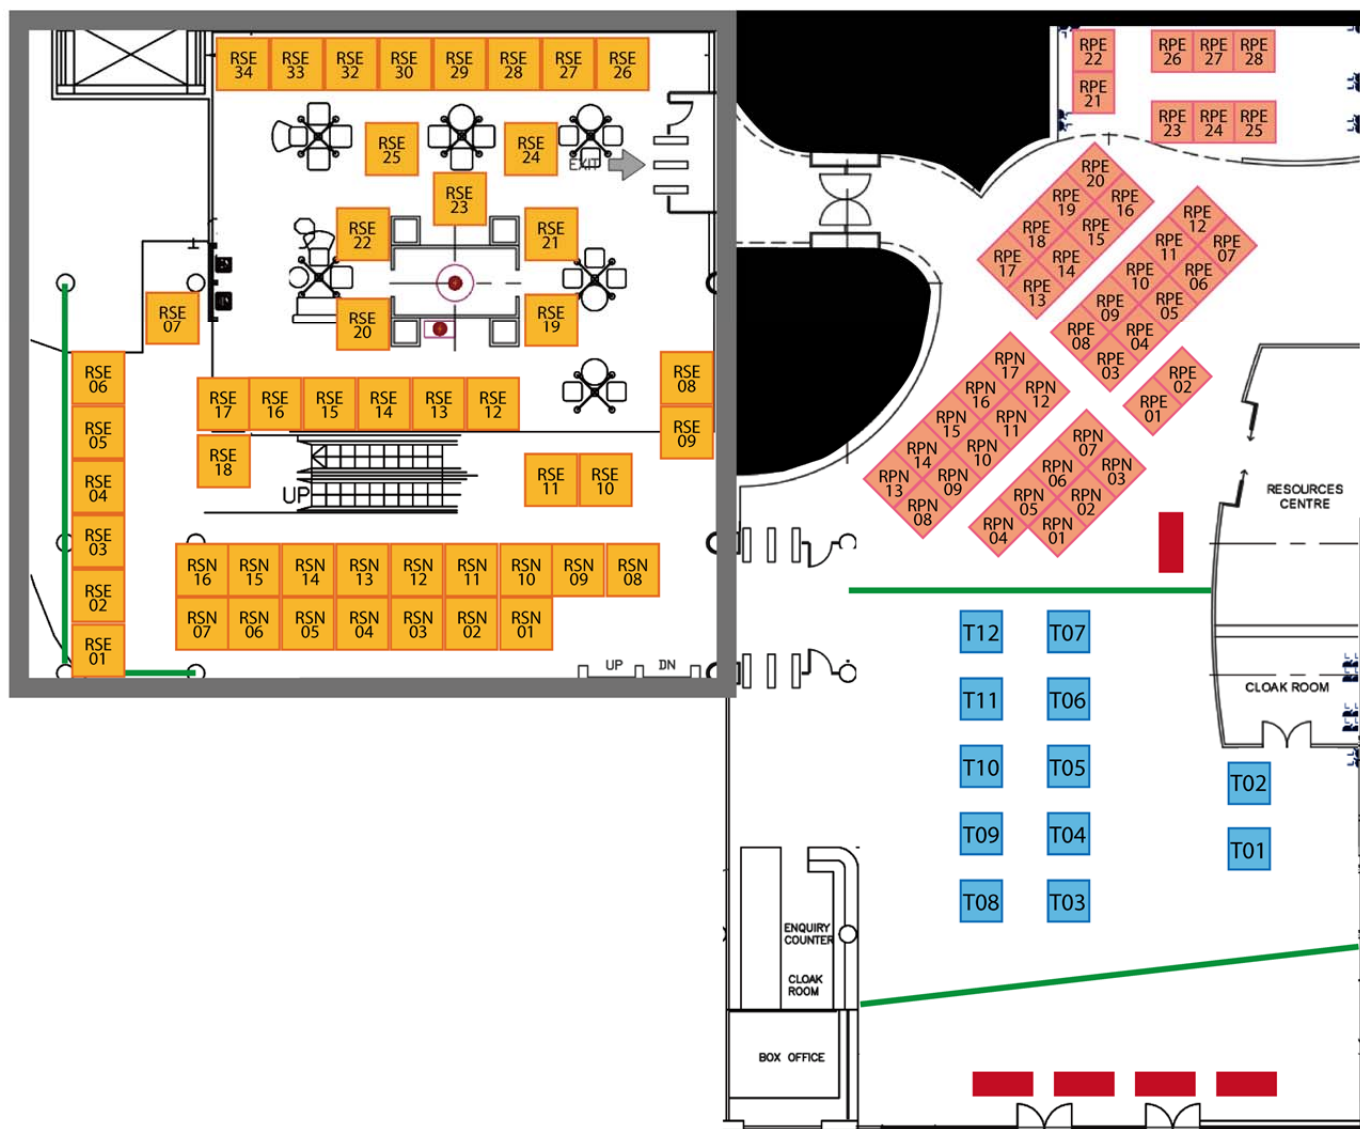 RSE
34
RSE
33
RSE
32
RSE
30
RSE
29
RSE
28
RSE
27
RSE
26
RSE
25
RSE
24
EXIT
RSE
23
RSE
22
RSE
21
RSE
20
RSE
19
RSE
07
RSE
06
RSE
05
RSE
04
RSE
03
RSE
02
RSE
01
RSE
17
RSE
16
RSE
15
RSE
14
RSE
13
RSE
12
RSE
08
RSE
09
RSE
18
UP
RSE
11
RSE
10
RSN
16
RSN
15
RSN
14
RSN
13
RSN
12
RSN
11
RSN
10
RSN
09
RSN
08
RSN
07
RSN
06
RSN
05
RSN
04
RSN
03
RSN
02
RSN
01
UP
DN
RPE
22
RPE
21
RPE
26
RPE
27
RPE
28
RPE
23
RPE
24
RPE
25
RPE
20
RPE
19
RPE
18
RPE
17
RPE
16
RPE
15
RPE
14
RPE
13
RPE
12
RPE
11
RPE
10
RPE
09
RPE
08
RPE
07
RPE
06
RPE
05
RPE
04
RPE
03
RPE
02
RPE
01
RPN
17
RPN
16
RPN
15
RPN
14
RPN
13
RPN
12
RPN
11
RPN
10
RPN
09
RPN
08
RPN
07
RPN
06
RPN
05
RPN
04
RPN
03
RPN
02
RPN
01
RESOURCES
CENTRE
CLOAK ROOM
T12
T07
T11
T06
T10
T05
T09
T04
T08
T03
T02
T01
ENQUIRY
COUNTER
CLOAK
ROOM
BOX OFFICE